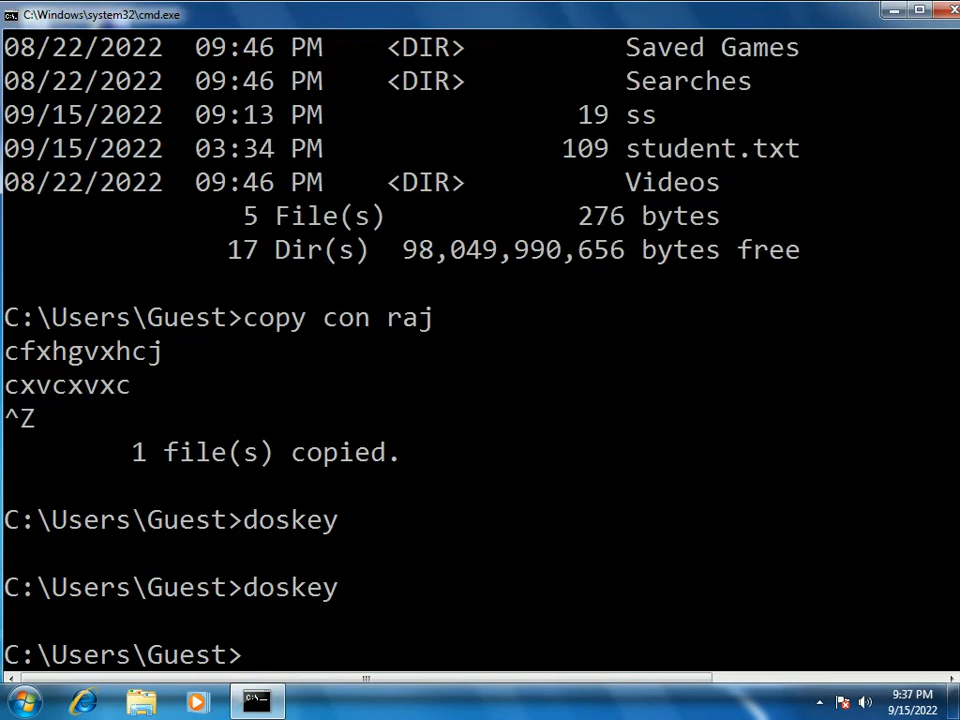 C:\Windows\system32\cmd.exe
08/22/2022  09:46 PM    <DIR>          Saved Games
08/22/2022  09:46 PM    <DIR>          Searches
09/15/2022  09:13 PM                19 ss
09/15/2022  03:34 PM               109 student.txt
08/22/2022  09:46 PM    <DIR>          Videos
               5 File(s)            276 bytes
              17 Dir(s)  98,049,990,656 bytes free
C:\Users\Guest>copy con raj
cfxhgvxhcj
cxvcxvxc
^Z
        1 file(s) copied.
C:\Users\Guest>doskey
C:\Users\Guest>doskey
C:\Users\Guest>
9:37 PM
9/15/2022